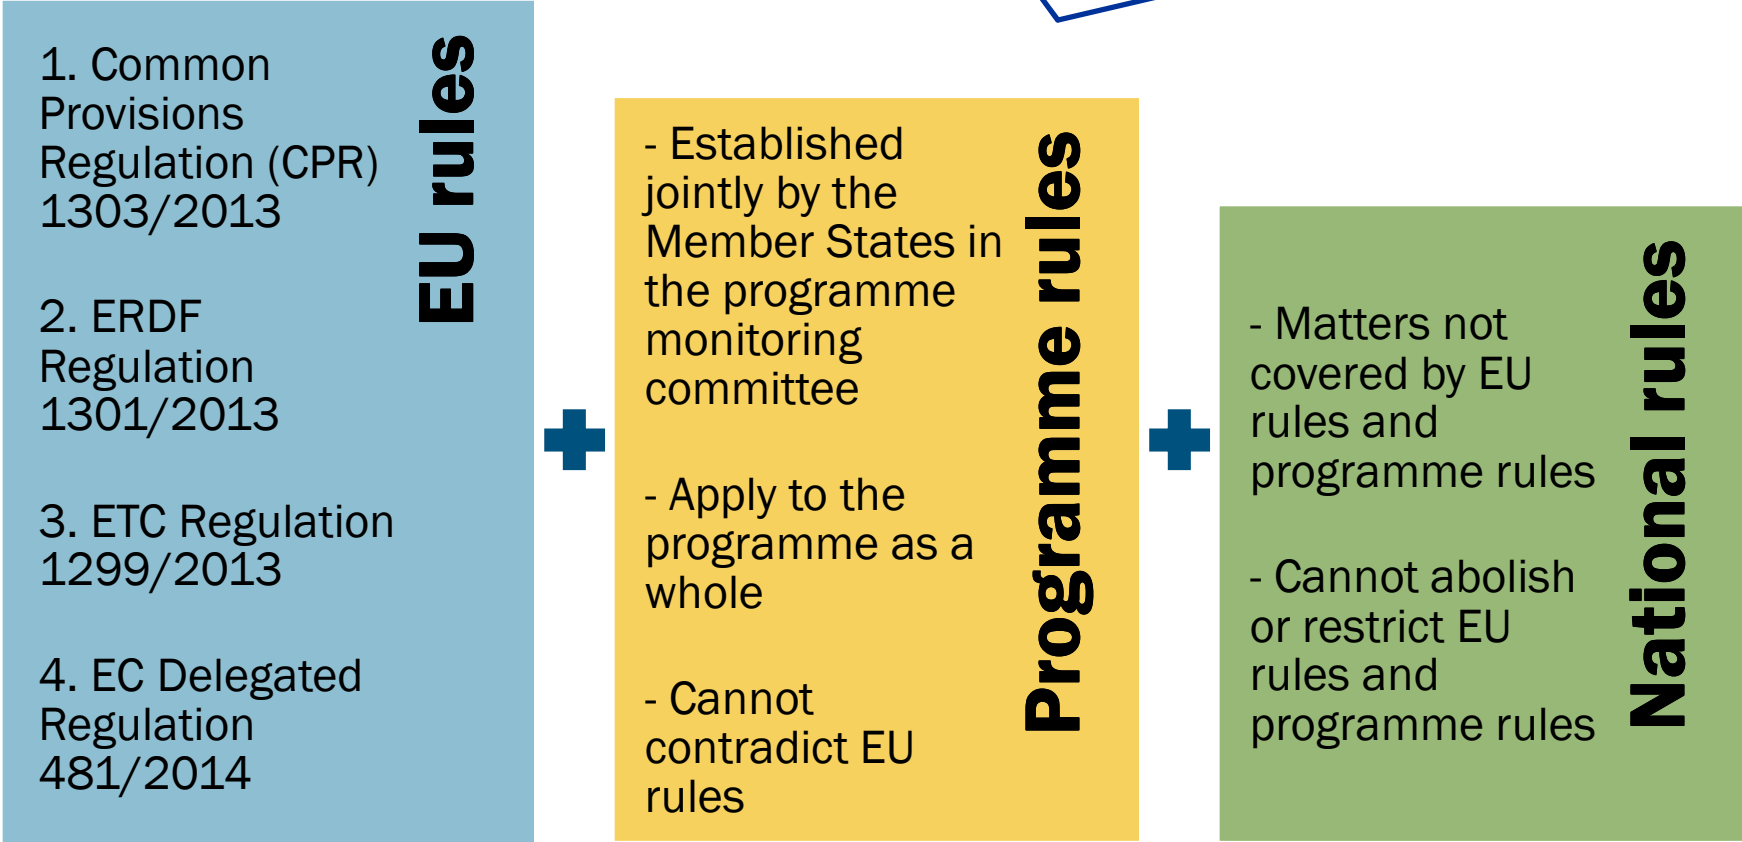 EU rules
1. Common
Provisions
Regulation (CPR)
1303/2013
2. ERDF
Regulation
1301/2013
3. ETC Regulation
1299/2013
4. EC Delegated
Regulation
481/2014
Programme rules
- Established
jointly by the
Member States in
the programme
monitoring
committee
- Apply to the
programme as a
whole
- Cannot
contradict EU
rules
National rules
- Matters not
covered by EU
rules and
programme rules
- Cannot abolish
or restrict EU
rules and
programme rules